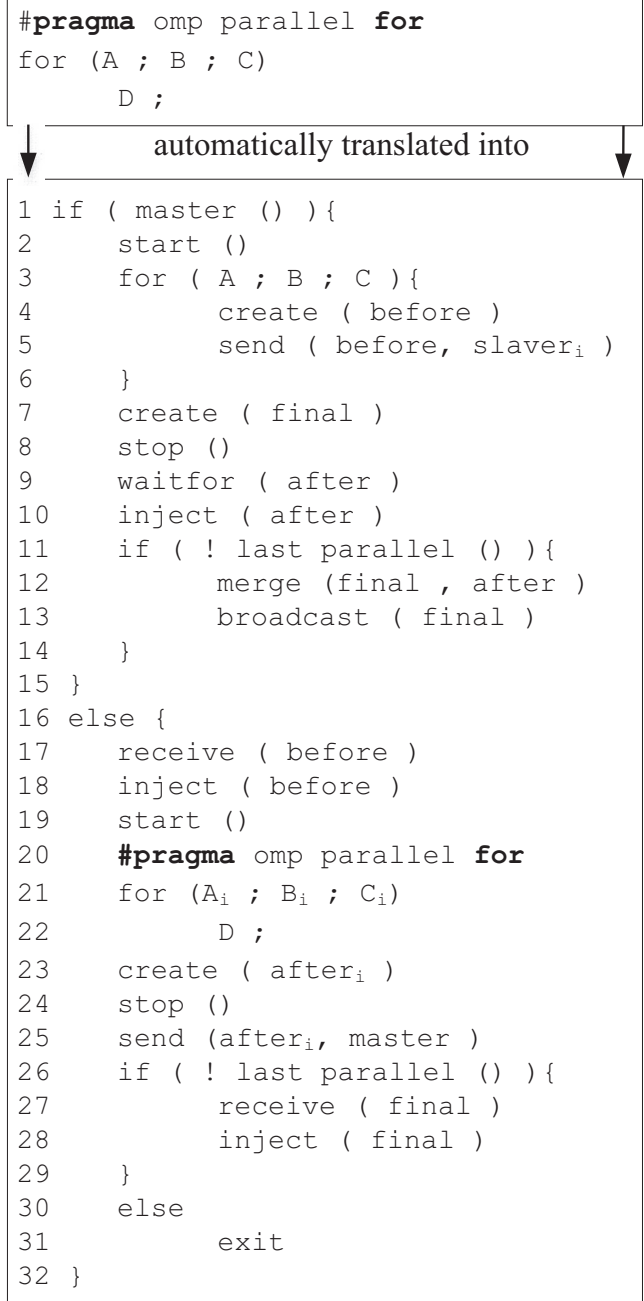 #pragma omp parallel for
for (A ; B ; C)
D ;
automatically translated into
1 if ( master () ){
2 start ()
3 for ( A ; B ; C ){
4 create ( before )
5 send ( before, slaverᵢ )
6 }
7 create ( final )
8 stop ()
9 waitfor ( after )
10 inject ( after )
11 if ( ! last parallel () ){
12 merge (final , after )
13 broadcast ( final )
14 }
15 }
16 else {
17 receive ( before )
18 inject ( before )
19 start ()
20 #pragma omp parallel for
21 for (Aᵢ ; Bᵢ ; Cᵢ)
22 D ;
23 create ( afterᵢ )
24 stop ()
25 send (afterᵢ, master )
26 if ( ! last parallel () ){
27 receive ( final )
28 inject ( final )
29 }
30 else
31 exit
32 }